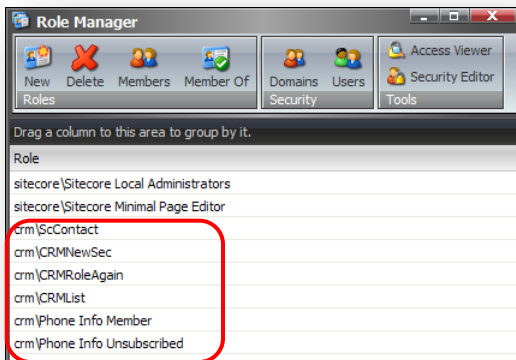 Role Manager
New Delete Members Member Of Domains Users Access Viewer
Security Editor
Roles Security Tools
Drag a column to this area to group by it.
Role
sitecore\Sitecore Local Administrators
sitecore\Sitecore Minimal Page Editor
crm\ScContact
crm\CRMNewSec
crm\CRMRoleAgain
crm\CRMList
crm\Phone Info Member
crm\Phone Info Unsubscribed